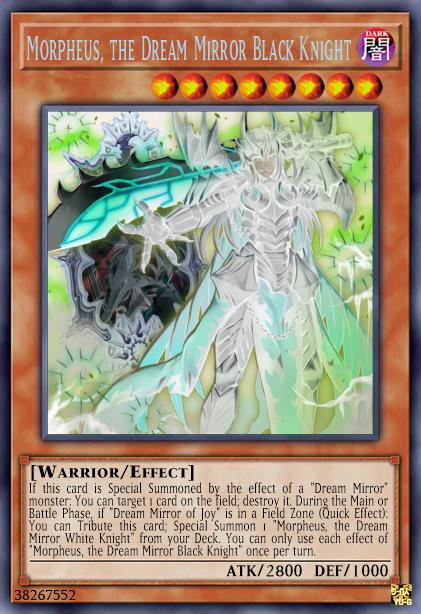 Morpheus, the Dream Mirror Black Knight
DARK
闇
[Warrior/Effect]
If this card is Special Summoned by the effect of a "Dream Mirror"
monster: You can target 1 card on the field; destroy it. During the Main or
Battle Phase, if "Dream Mirror of Joy" is in a Field Zone (Quick Effect):
You can Tribute this card; Special Summon 1 "Morpheus, the Dream
Mirror White Knight" from your Deck. You can only use each effect of
"Morpheus, the Dream Mirror Black Knight" once per turn.
ATK/2800 DEF/1000
38267552